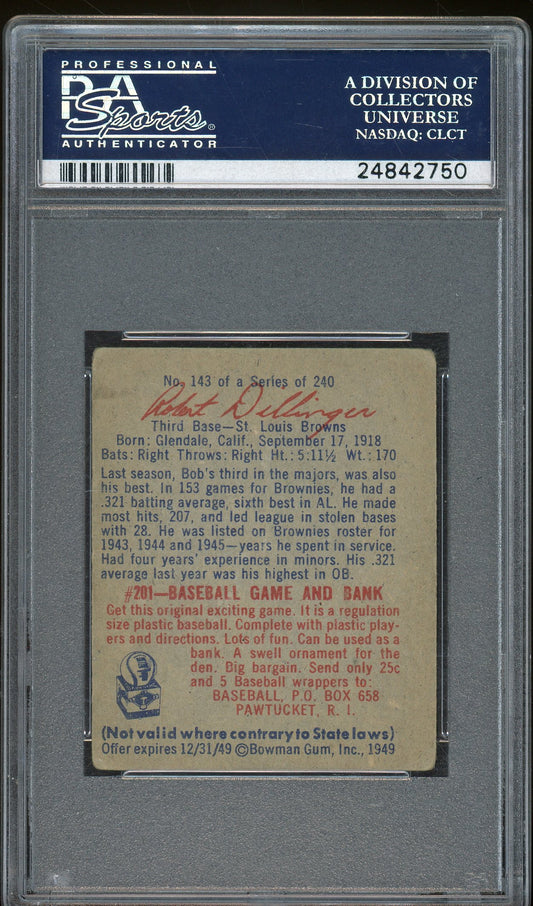 PROFESSIONAL
PSA
Sports®
AUTHENTICATOR
A DIVISION OF
COLLECTORS
UNIVERSE
NASDAQ: CLCT
24842750
No. 143 of a Series of 240
Robert Dillinger
Third Base—St. Louis Browns
Born: Glendale, Calif., September 17, 1918
Bats: Right Throws: Right Ht.: 5:11½ Wt.: 170
Last season, Bob's third in the majors, was also
his best. In 153 games for Brownies, he had a
.321 batting average, sixth best in AL. He made
most hits, 207, and led league in stolen bases
with 28. He was listed on Brownies roster for
1943, 1944 and 1945—years he spent in service.
Had four years' experience in minors. His .321
average last year was his highest in OB.
#201—BASEBALL GAME AND BANK
Get this original exciting game. It is a regulation
size plastic baseball. Complete with plastic play-
ers and directions. Lots of fun. Can be used as a
bank. A swell ornament for the
den. Big bargain. Send only 25c
and 5 Baseball wrappers to:
BASEBALL, P.O. BOX 658
PAWTUCKET, R. I.
(Not valid where contrary to State laws)
Offer expires 12/31/49 ©Bowman Gum, Inc., 1949